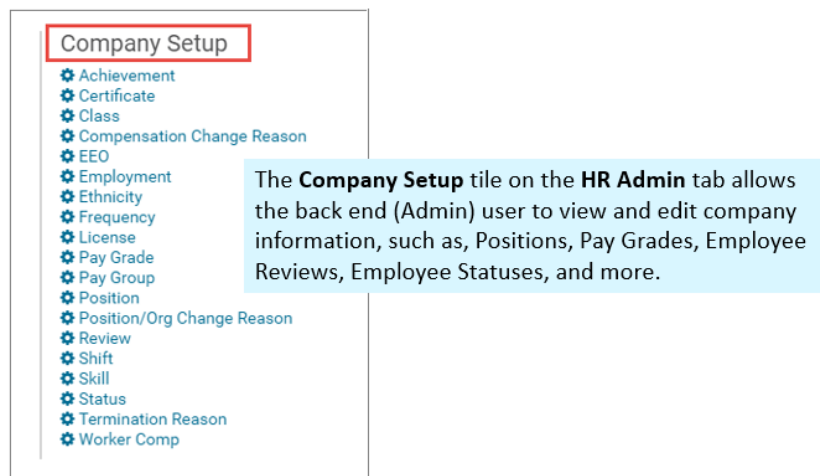 Company Setup
Achievement
Certificate
Class
Compensation Change Reason
EEO
Employment
Ethnicity
Frequency
License
Pay Grade
Pay Group
Position
Position/Org Change Reason
Review
Shift
Skill
Status
Termination Reason
Worker Comp
The Company Setup tile on the HR Admin tab allows
the back end (Admin) user to view and edit company
information, such as, Positions, Pay Grades, Employee
Reviews, Employee Statuses, and more.